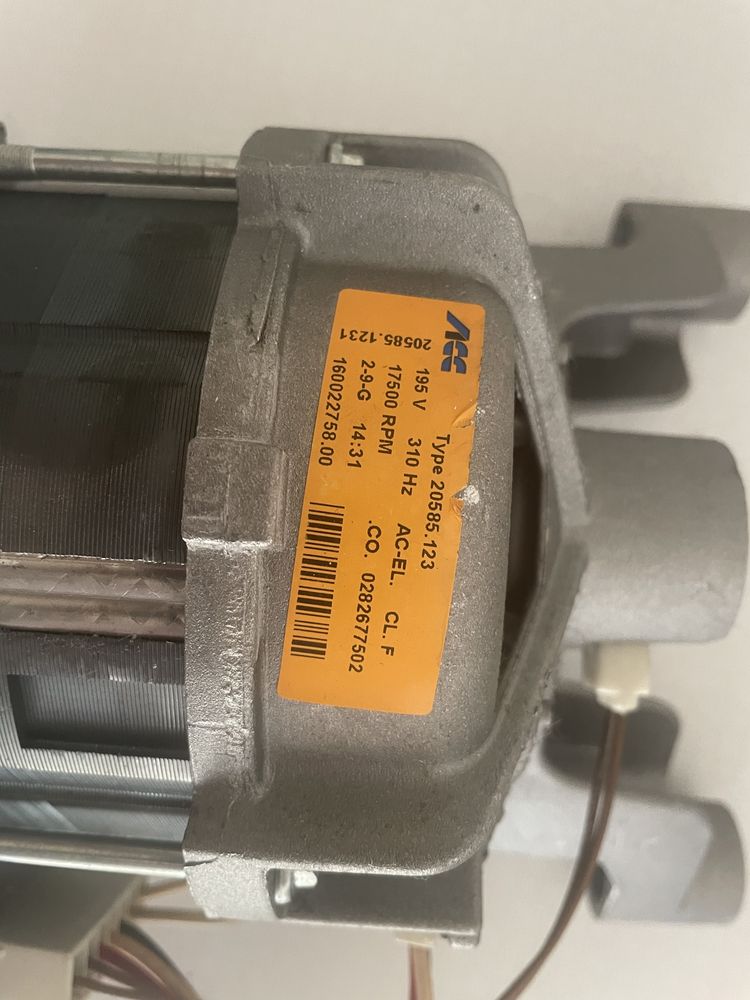 ACC
Type 20585.123
195 V 310 Hz AC-EL. CL. F
17500 RPM .CO. 0282677502
2-9-G 14:31
160022758.00
20585.1231